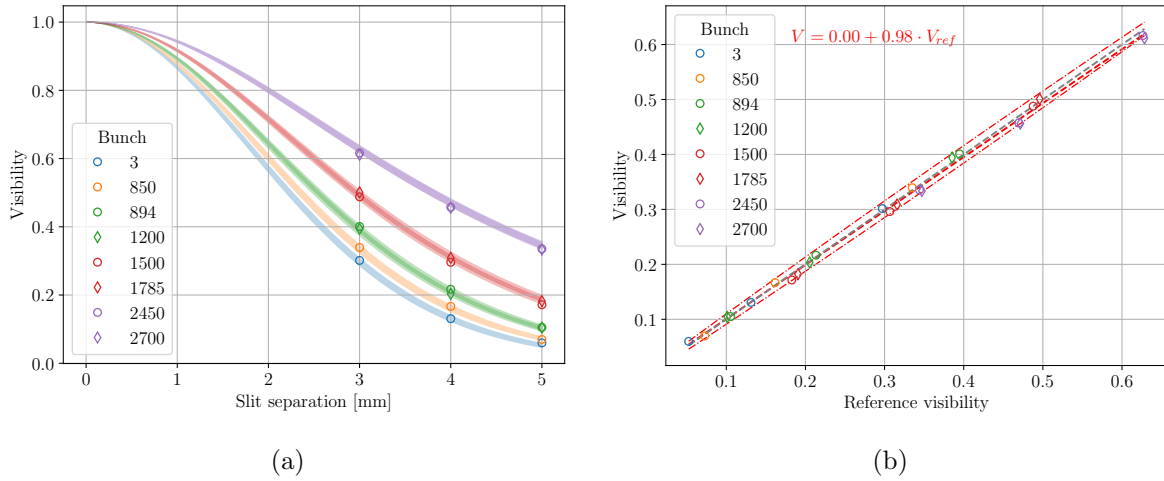 1.0
0.8
0.6
0.4
0.2
0.0
Visibility
Bunch
3
850
894
1200
1500
1785
2450
2700
0 1 2 3 4 5
Slit separation [mm]
(a)
0.6
0.5
0.4
0.3
0.2
0.1
Visibility
Bunch
3
850
894
1200
1500
1785
2450
2700
V = 0.00 + 0.98 · V_ref
0.1 0.2 0.3 0.4 0.5 0.6
Reference visibility
(b)